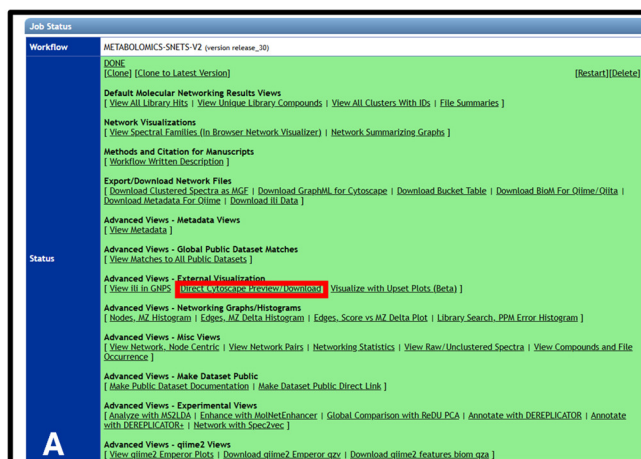 Job Status
Workflow METABOLOMICS-SNETS-V2 (version release_30)
DONE
[Clone] [Clone to Latest Version] [Restart][Delete]
Default Molecular Networking Results Views
[ View All Library Hits | View Unique Library Compounds | View All Clusters With IDs | File Summaries ]
Network Visualizations
[ View Spectral Families (In Browser Network Visualizer) | Network Summarizing Graphs ]
Methods and Citation for Manuscripts
[ Workflow Written Description ]
Export/Download Network Files
[ Download Clustered Spectra as MGF | Download GraphML for Cytoscape | Download Bucket Table | Download BioM For Qiime/Qiita |
Download Metadata For Qiime | Download ili Data ]
Advanced Views - Metadata Views
[ View Metadata ]
Advanced Views - Global Public Dataset Matches
Status [ View Matches to All Public Datasets ]
Advanced Views - External Visualization
[ View ili in GNPS Direct Cytoscape Preview/Download Visualize with Upset Plots (Beta) ]
Advanced Views - Networking Graphs/Histograms
[ Nodes, MZ Histogram | Edges, MZ Delta Histogram | Edges, Score vs MZ Delta Plot | Library Search, PPM Error Histogram ]
Advanced Views - Misc Views
[ View Network, Node Centric | View Network Pairs | Networking Statistics | View Raw/Unclustered Spectra | View Compounds and File
Occurrence ]
Advanced Views - Make Dataset Public
[ Make Public Dataset Documentation | Make Dataset Public Direct Link ]
Advanced Views - Experimental Views
[ Analyze with MS2LDA | Enhance with MolNetEnhancer | Global Comparison with ReDU PCA | Annotate with DEREPLICATOR | Annotate
with DEREPLICATOR+ | Network with Spec2vec ]
Advanced Views - qiime2 Views
[ View qiime2 Emperor Plots | Download qiime2 Emperor qzv | Download qiime2 features biom qza ]
A